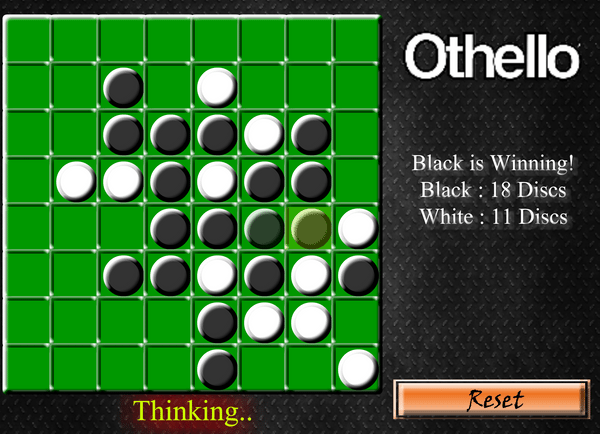 Othello
Black is Winning!
Black : 18 Discs
White : 11 Discs
Reset
Thinking..